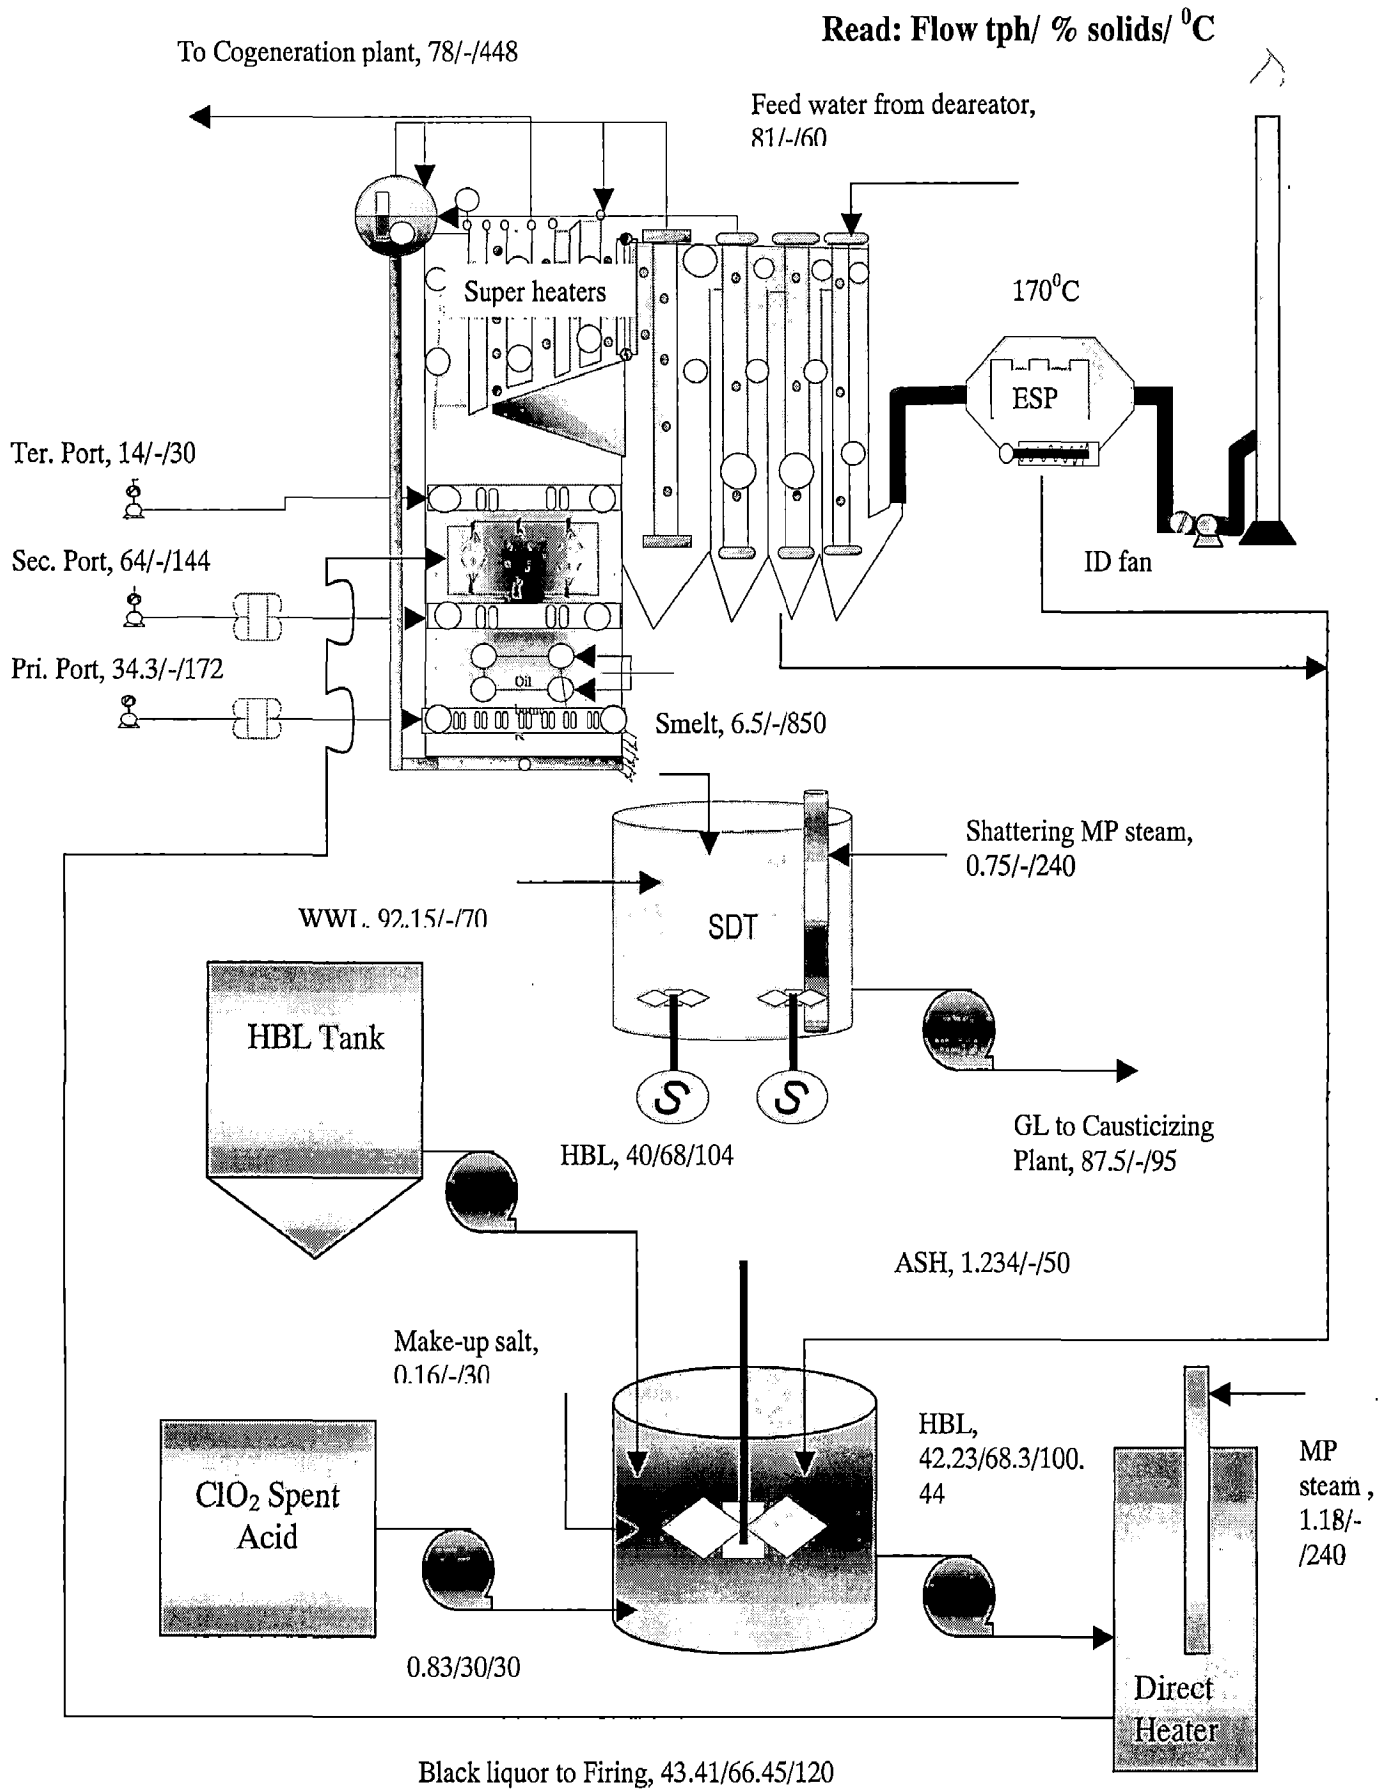 Read: Flow tph/ % solids/ ⁰C
To Cogeneration plant, 78/-/448
Feed water from deareator,
81/-/60
Super heaters
170⁰C
ESP
Ter. Port, 14/-/30
ID fan
Sec. Port, 64/-/144
Pri. Port, 34.3/-/172
Oil
Smelt, 6.5/-/850
Shattering MP steam,
0.75/-/240
WWL, 92.15/-/70
SDT
HBL Tank
S S
HBL, 40/68/104
GL to Causticizing
Plant, 87.5/-/95
ASH, 1.234/-/50
Make-up salt,
0.16/-/30
HBL,
42.23/68.3/100.
44
MP
steam ,
1.18/-
/240
ClO₂ Spent
Acid
0.83/30/30
Direct
Heater
Black liquor to Firing, 43.41/66.45/120